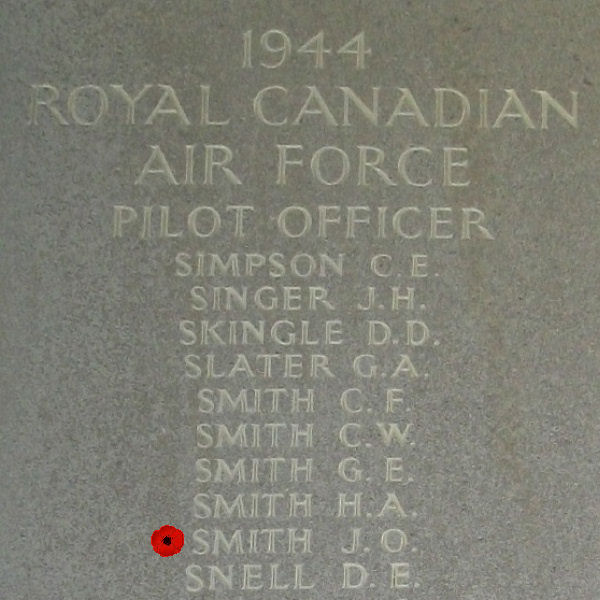 1944
ROYAL CANADIAN
AIR FORCE
PILOT OFFICER
SIMPSON C.E.
SINGER J.H.
SKINGLE D.D.
SLATER G.A.
SMITH C.F.
SMITH C.W.
SMITH G.E.
SMITH H.A.
SMITH J.O.
SNELL D.E.